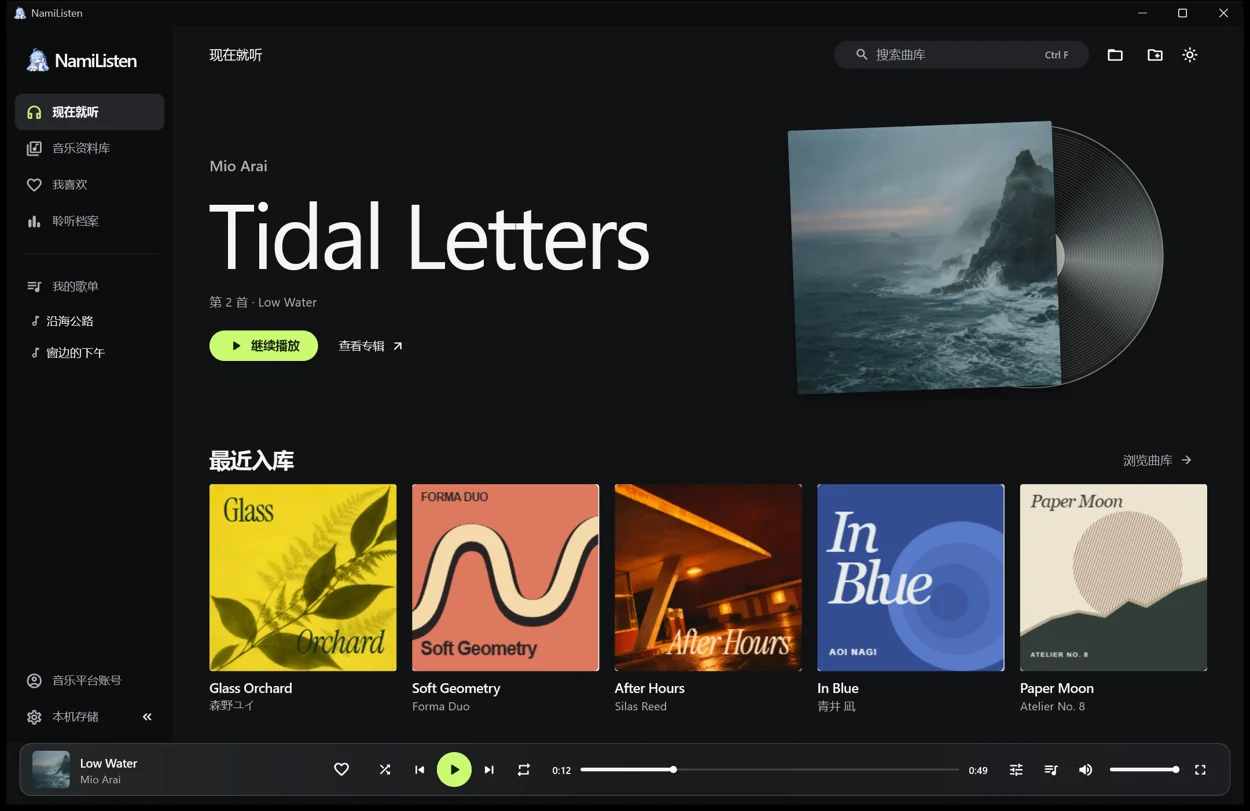 NamiListen
NamiListen
现在就听
音乐资料库
我喜欢
聆听档案
我的歌单
沿海公路
窗边的下午
音乐平台账号
本机存储
现在就听
搜索曲库 Ctrl F
Mio Arai
Tidal Letters
第 2 首 · Low Water
继续播放 查看专辑
最近入库
浏览曲库
Glass
Orchard
FORMA DUO
Soft Geometry
After Hours
In
Blue
AOI NAGI
Paper Moon
ATELIER NO. 8
Glass Orchard
森野ユイ
Soft Geometry
Forma Duo
After Hours
Silas Reed
In Blue
青井 凪
Paper Moon
Atelier No. 8
Low Water
Mio Arai
0:12
0:49